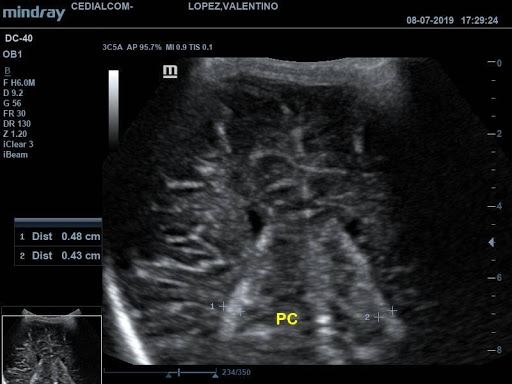 mindray CEDIALCOM- LOPEZ,VALENTINO
08-07-2019 17:29:24
DC-40
OB1
3C5A AP 95.7% MI 0.9 TIS 0.1
B
F H6.0M
D 9.2
G 56
FR 30
DR 130
Z 1.20
iClear 3
iBeam
m
0
2
4
6
8
1 Dist 0.48 cm
2 Dist 0.43 cm
1
2
PC
234/350